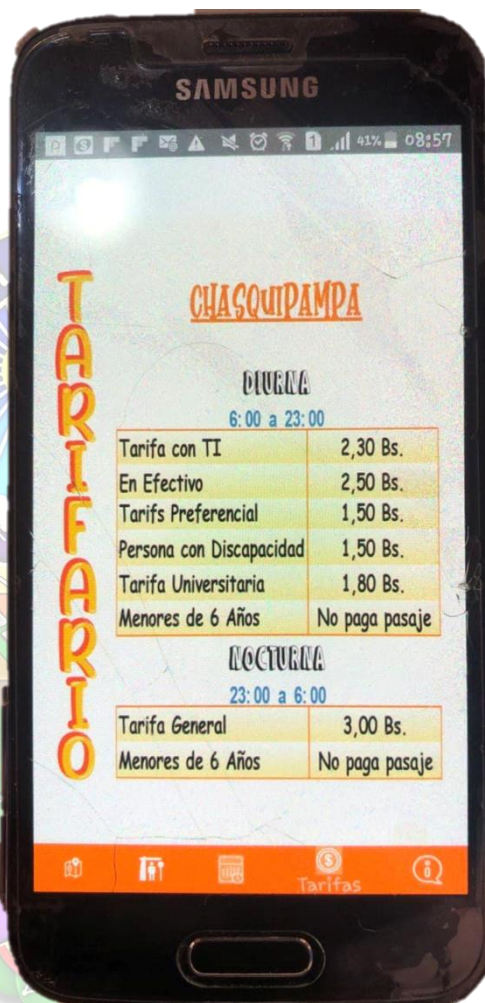 SAMSUNG
41% 08:57
TARIFARIO
CHASQUIPAMPA
DIURNA
6:00 a 23:00
Tarifa con TI 2,30 Bs.
En Efectivo 2,50 Bs.
Tarifs Preferencial 1,50 Bs.
Persona con Discapacidad 1,50 Bs.
Tarifa Universitaria 1,80 Bs.
Menores de 6 Años No paga pasaje
NOCTURNA
23:00 a 6:00
Tarifa General 3,00 Bs.
Menores de 6 Años No paga pasaje
Tarifas